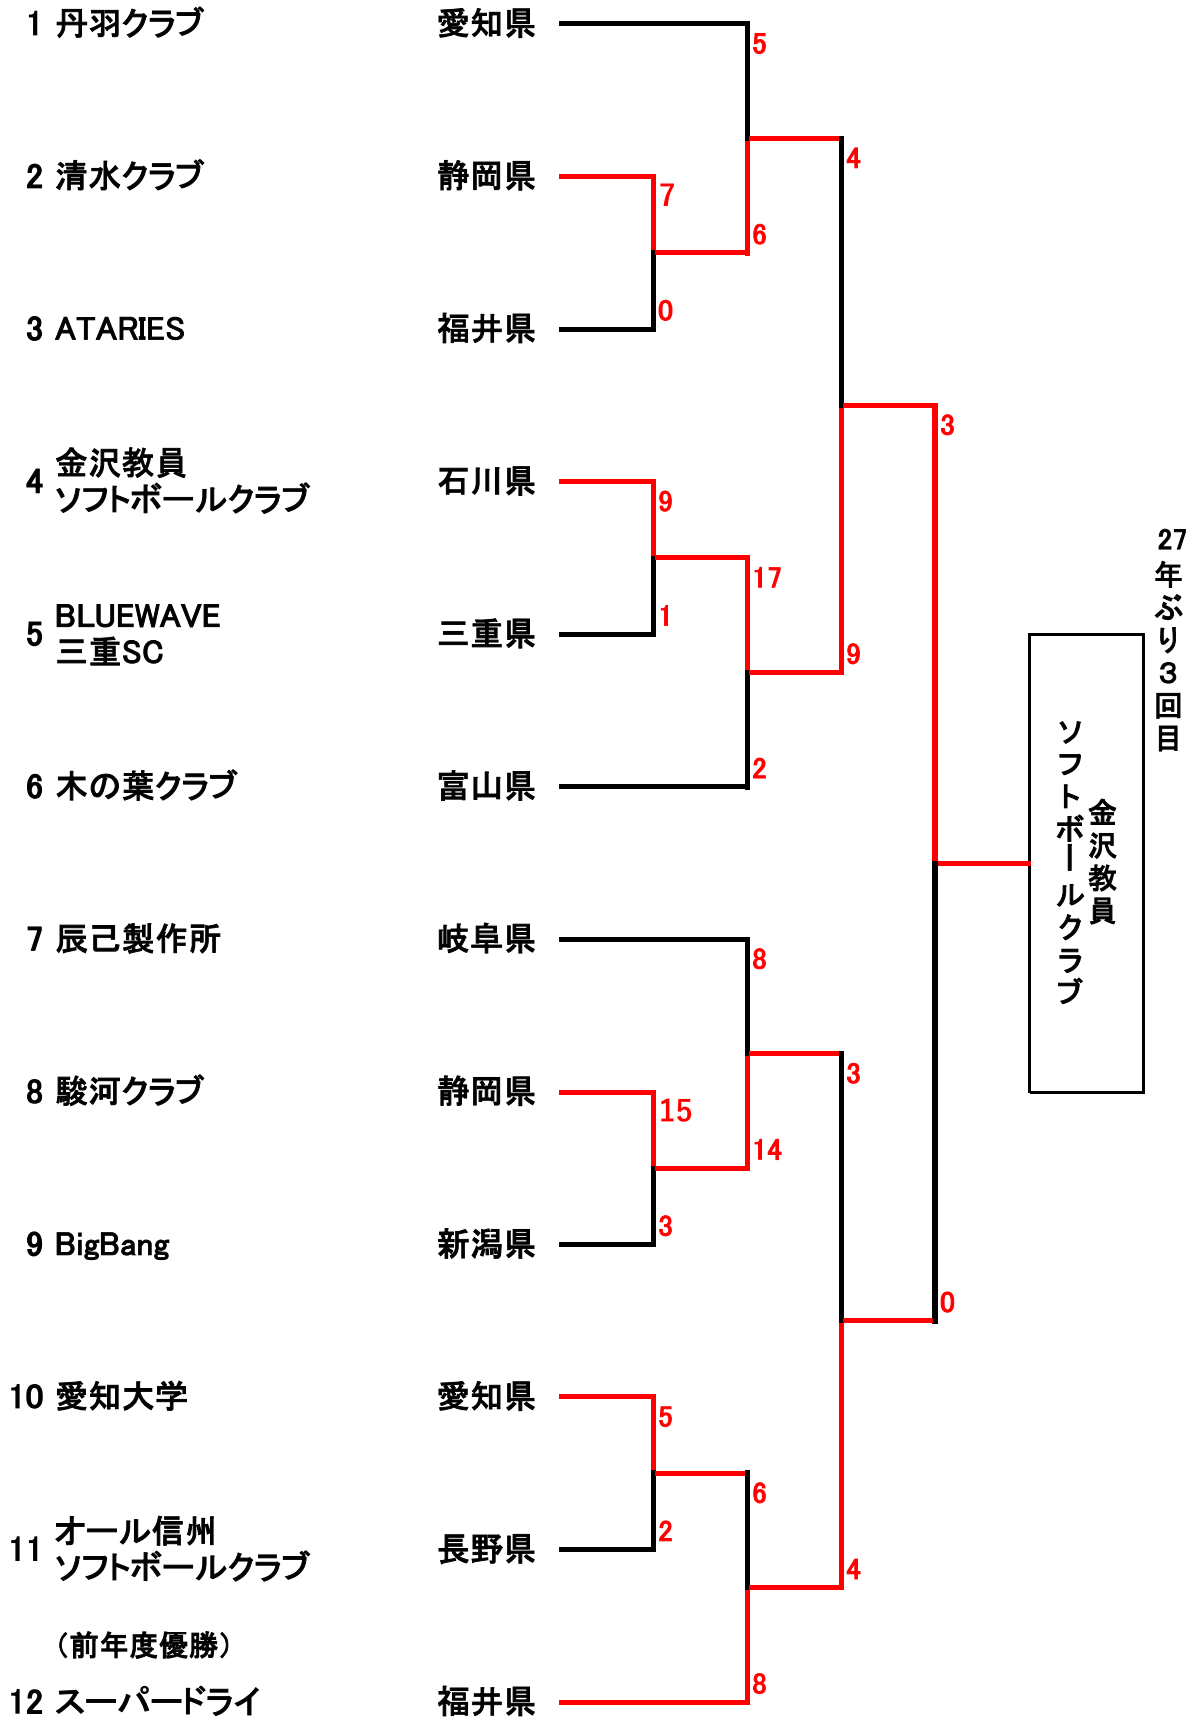 1 丹羽クラブ 愛知県
5
4
2 清水クラブ 静岡県
7
6
0
3 ATARIES 福井県
3
4 金沢教員
ソフトボールクラブ 石川県
9
17
1
5 BLUEWAVE
三重SC 三重県
9
2
6 木の葉クラブ 富山県
27年ぶり3回目
金沢教員
ソフトボールクラブ
7 辰己製作所 岐阜県
8
3
8 駿河クラブ 静岡県
15
14
3
9 BigBang 新潟県
0
10 愛知大学 愛知県
5
6
2
11 オール信州
ソフトボールクラブ 長野県
4
（前年度優勝）
8
12 スーパードライ 福井県